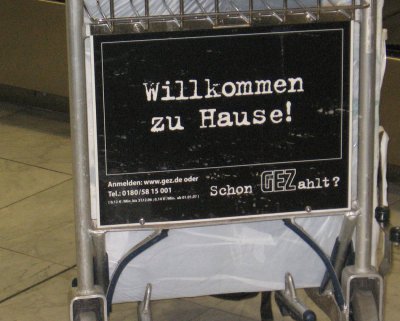 Willkommen
zu Hause!
Anmelden: www.gez.de oder
Tel.: 0180/58 15 001
Schon GEZahlt?